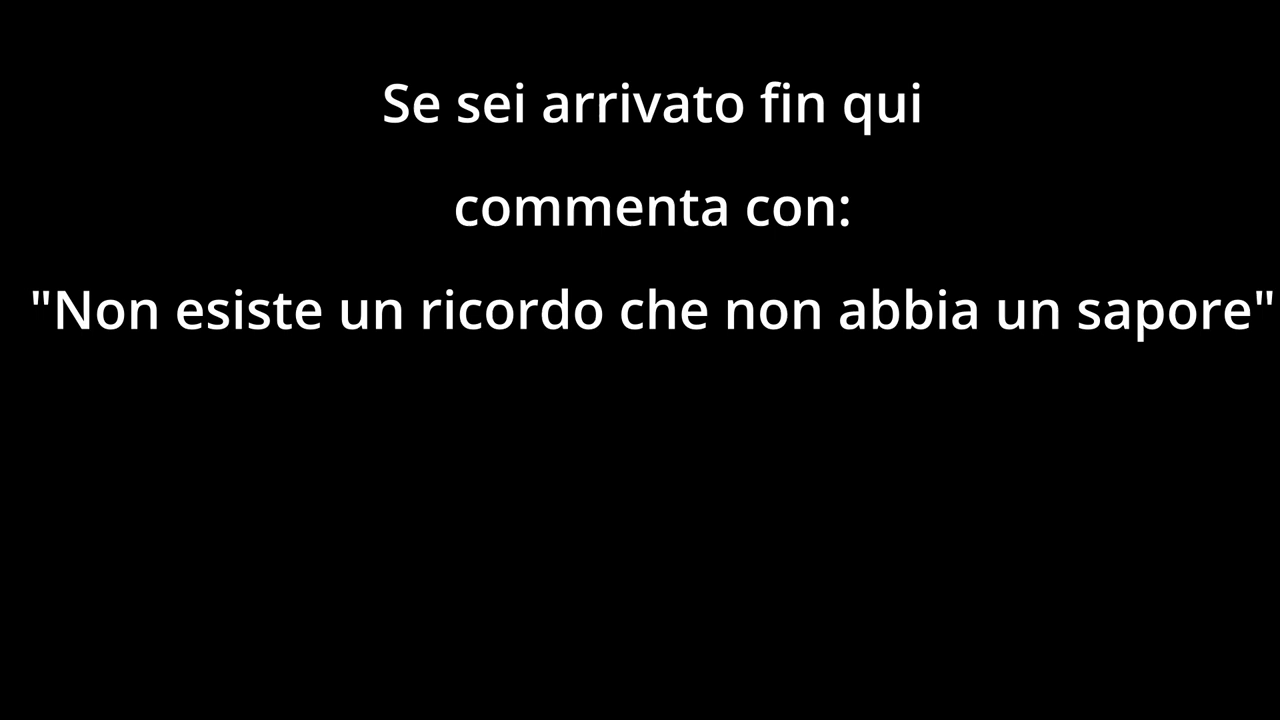 Se sei arrivato fin qui
commenta con:
"Non esiste un ricordo che non abbia un sapore"